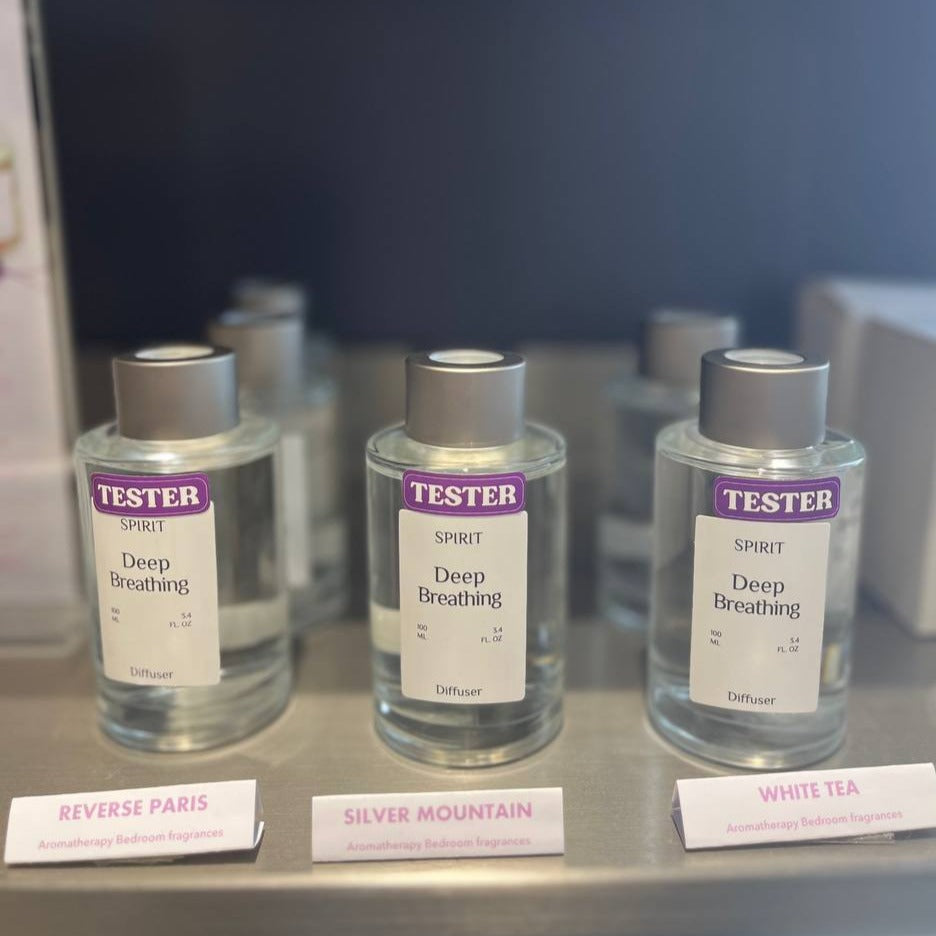 TESTER
SPIRIT
Deep
Breathing
100
ML
3.4
FL. OZ
Diffuser
TESTER
SPIRIT
Deep
Breathing
100
ML
3.4
FL. OZ
Diffuser
TESTER
SPIRIT
Deep
Breathing
100
ML
3.4
FL. OZ
Diffuser
REVERSE PARIS
Aromatherapy Bedroom fragrances
SILVER MOUNTAIN
Aromatherapy Bedroom fragrances
WHITE TEA
Aromatherapy Bedroom fragrances